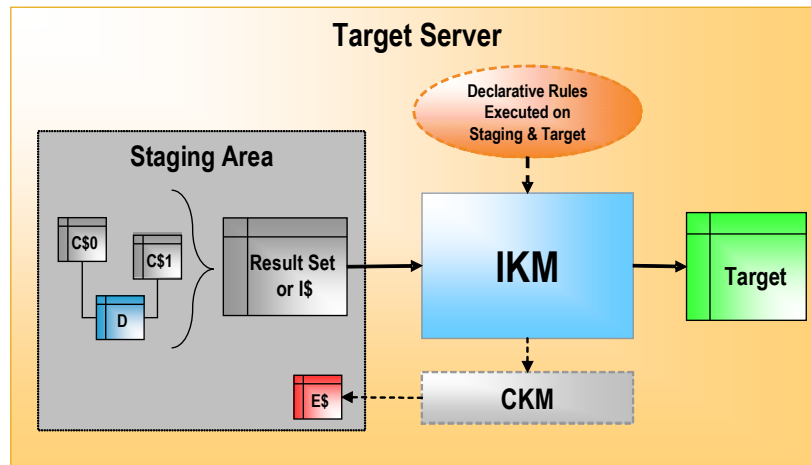 Target Server
Declarative Rules
Executed on
Staging & Target
Staging Area
C$0
C$1
D
Result Set
or I$
IKM
Target
E$
CKM